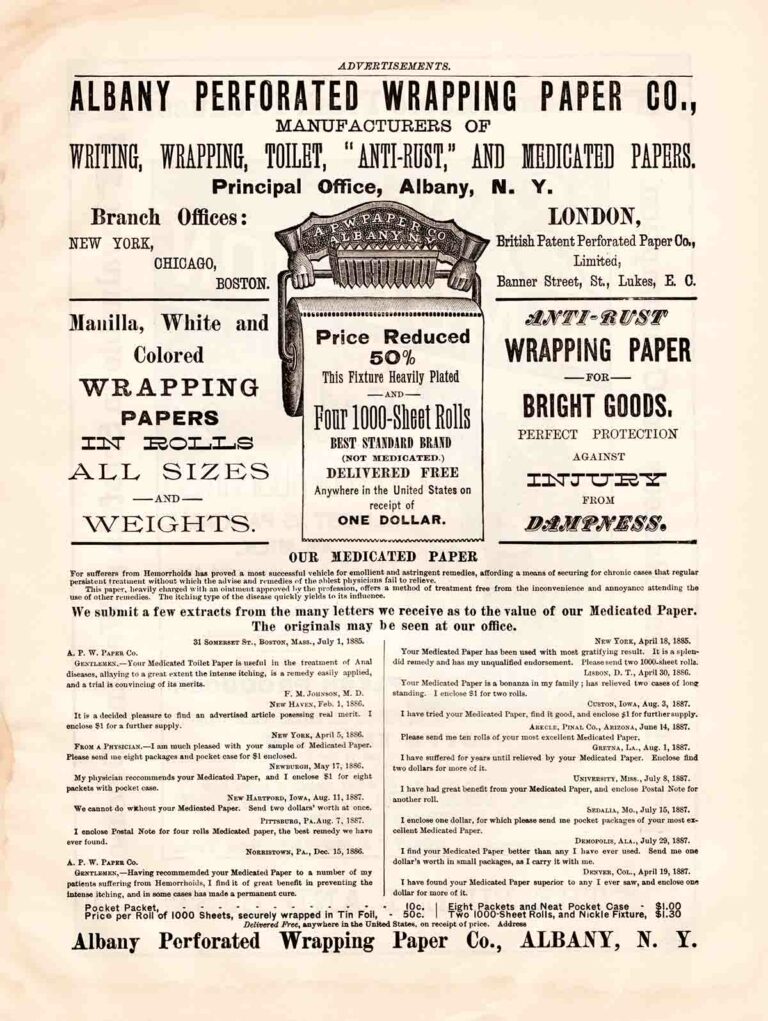 ADVERTISEMENTS.
ALBANY PERFORATED WRAPPING PAPER CO.,
MANUFACTURERS OF
WRITING, WRAPPING, TOILET, "ANTI-RUST," AND MEDICATED PAPERS.
Principal Office, Albany, N. Y.
Branch Offices:
NEW YORK,
CHICAGO,
BOSTON.
A.P.W. PAPER CO.
ALBANY N.Y.
LONDON,
British Patent Perforated Paper Co.,
Limited,
Banner Street, St., Lukes, E. C.
Manilla, White and
Colored
WRAPPING
PAPERS
IN ROLLS
ALL SIZES
—AND—
WEIGHTS.
Price Reduced
50%
This Fixture Heavily Plated
—AND—
Four 1000-Sheet Rolls
BEST STANDARD BRAND
(NOT MEDICATED.)
DELIVERED FREE
Anywhere in the United States on
receipt of
ONE DOLLAR.
ANTI-RUST
WRAPPING PAPER
—FOR—
BRIGHT GOODS.
PERFECT PROTECTION
AGAINST
INJURY
FROM
DAMPNESS.
OUR MEDICATED PAPER
For sufferers from Hemorrhoids has proved a most successful vehicle for emollient and astringent remedies, affording a means of securing for chronic cases that regular
persistent treatment without which the advise and remedies of the ablest physicians fail to relieve.
This paper, heavily charged with an ointment approved by the profession, offers a method of treatment free from the inconvenience and annoyance attending the
use of other remedies. The itching type of the disease quickly yields to its influence.
We submit a few extracts from the many letters we receive as to the value of our Medicated Paper.
The originals may be seen at our office.
31 SOMERSET ST., BOSTON, MASS., July 1, 1885.
A. P. W. PAPER CO.
GENTLEMEN.—Your Medicated Toilet Paper is useful in the treatment of Anal
diseases, allaying to a great extent the intense itching, is a remedy easily applied,
and a trial is convincing of its merits.
F. M. JOHNSON, M. D.
NEW HAVEN, Feb. 1, 1886.
It is a decided pleasure to find an advertised article posessing real merit. I
enclose $1 for a further supply.
NEW YORK, April 5, 1886.
FROM A PHYSICIAN.—I am much pleased with your sample of Medicated Paper.
Please send me eight packages and pocket case for $1 enclosed.
NEWBURGH, May 17, 1886.
My physician reccommends your Medicated Paper, and I enclose $1 for eight
packets with pocket case.
NEW HARTFORD, Iowa, Aug. 11, 1887.
We cannot do without your Medicated Paper. Send two dollars' worth at once.
PITTSBURG, PA. Aug. 7, 1887.
I enclose Postal Note for four rolls Medicated paper, the best remedy we have
ever found.
NORRISTOWN, PA., Dec. 15, 1886.
A. P. W. PAPER CO.
GENTLEMEN,—Having recommended your Medicated Paper to a number of my
patients suffering from Hemorrhoids, I find it of great benefit in preventing the
intense itching, and in some cases has made a permanent cure.
NEW YORK, April 18, 1885.
Your Medicated Paper has been used with most gratifying result. It is a splen-
did remedy and has my unqualified endorsement. Please send two 1000-sheet rolls.
LISBON, D. T., April 30, 1886.
Your Medicated Paper is a bonanza in my family; has relieved two cases of long
standing. I enclose $1 for two rolls.
CUSTON, IOWA, Aug. 3, 1887.
I have tried your Medicated Paper, find it good, and enclose $1 for further supply.
PINAL CO., ARIZONA, June 14, 1887.
Please send me ten rolls of your most excellent Medicated Paper.
GRETNA, LA., Aug. 1, 1887.
I have suffered for years until relieved by your Medicated Paper. Enclose find
two dollars for more of it.
UNIVERSITY, MISS., July 8, 1887.
I have had great benefit from your Medicated Paper, and enclose Postal Note for
another roll.
SEDALIA, MO., July 15, 1887.
I enclose one dollar, for which please send me pocket packages of your most ex-
cellent Medicated Paper.
DEMOPOLIS, ALA., July 29, 1887.
I find your Medicated Paper better than any I have ever used. Send me one
dollar's worth in small packages, as I carry it with me.
DENVER, COL., April 19, 1887.
I have found your Medicated Paper superior to any I ever saw, and enclose one
dollar for more of it.
Pocket Packet, - - - - - - - - - 10c.
Price per Roll of 1000 Sheets, securely wrapped in Tin Foil, - 50c.
Eight Packets and Neat Pocket Case - $1.00
Two 1000-Sheet Rolls, and Nickle Fixture, $1.30
Delivered Free, anywhere in the United States, on receipt of price. Address
Albany Perforated Wrapping Paper Co., ALBANY, N. Y.